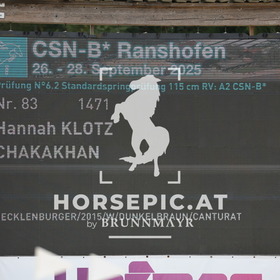 CSN-B* Ranshofen
26. - 28. September 2025
Prüfung N°6.2 Standardspringprüfung 115 cm RV: A2 CSN-B*
Nr. 83 1471
Hannah KLOTZ
CHAKAKHAN
HORSEPIC.AT
ECKLENBURGER/2015/W/DUNKELBRAUN/CANTURAT
by BRUNNMAYR